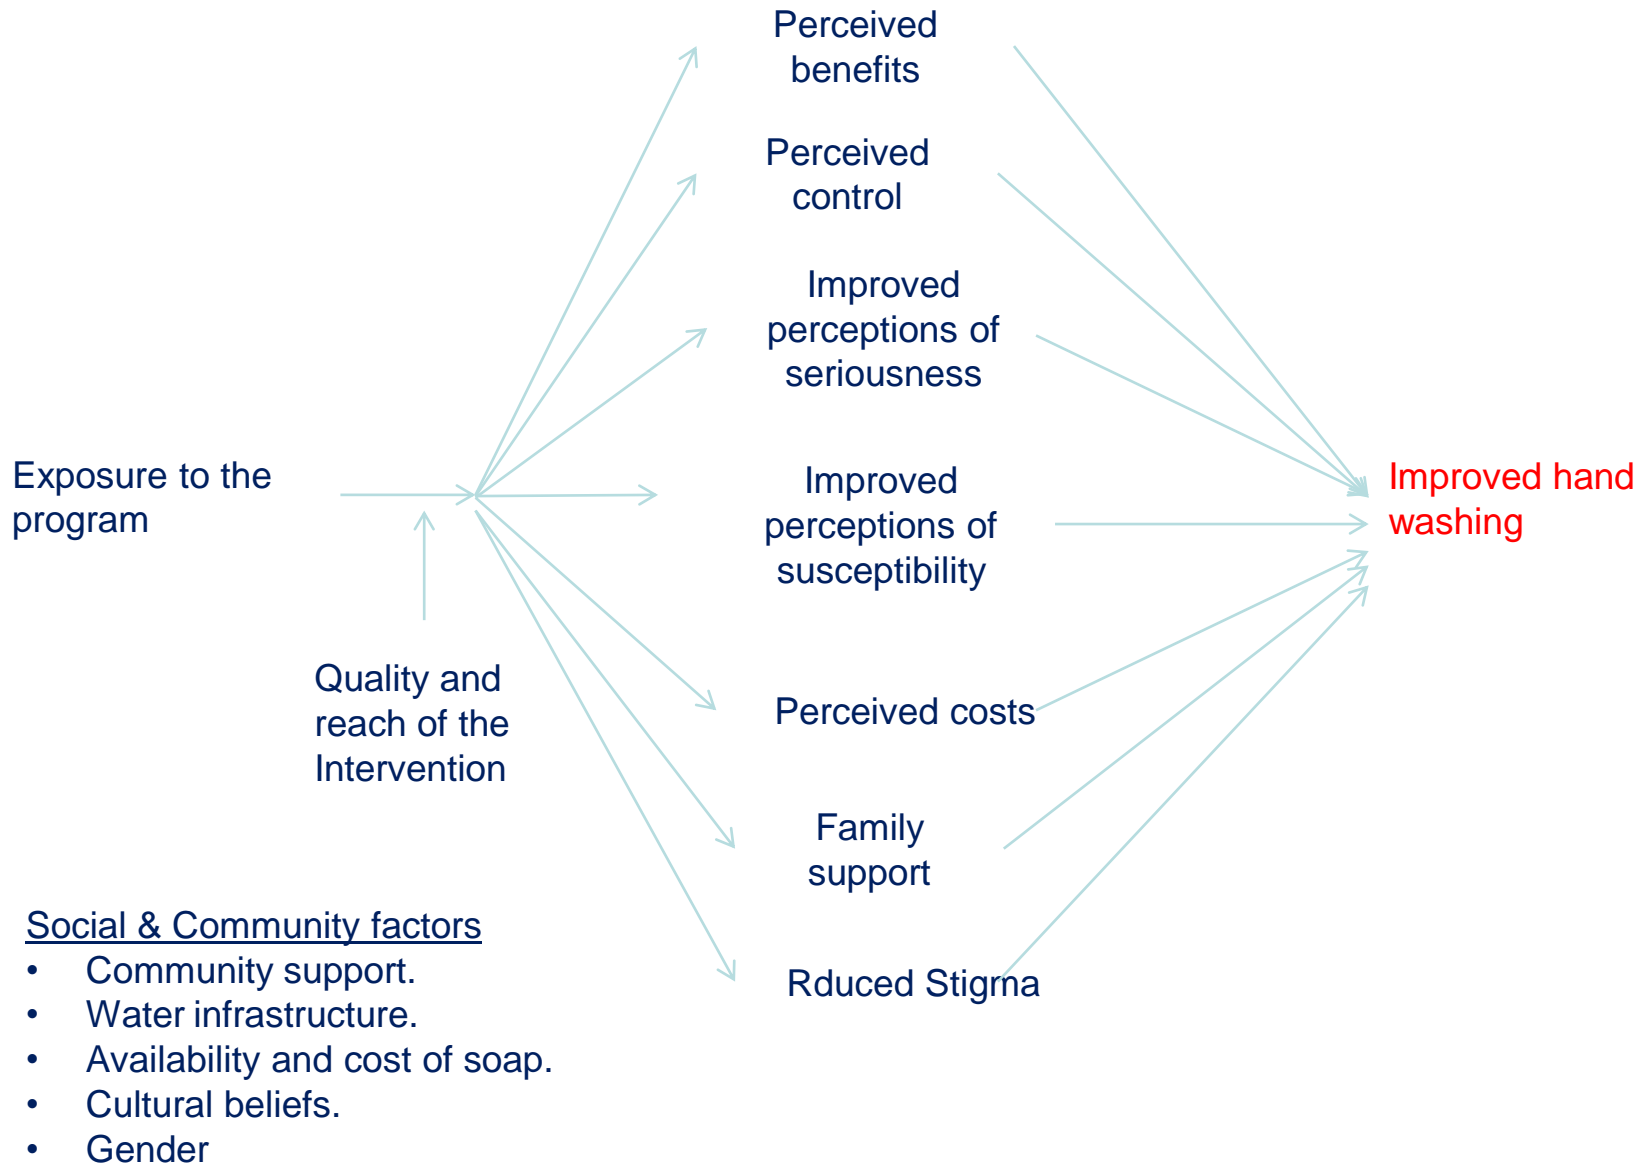 Perceived
benefits
Perceived
control
Improved
perceptions of
seriousness
Exposure to the
program
Improved
perceptions of
susceptibility
Improved hand
washing
Quality and
reach of the
Intervention
Perceived costs
Family
support
Rduced Stigma
Social & Community factors
• Community support.
• Water infrastructure.
• Availability and cost of soap.
• Cultural beliefs.
• Gender